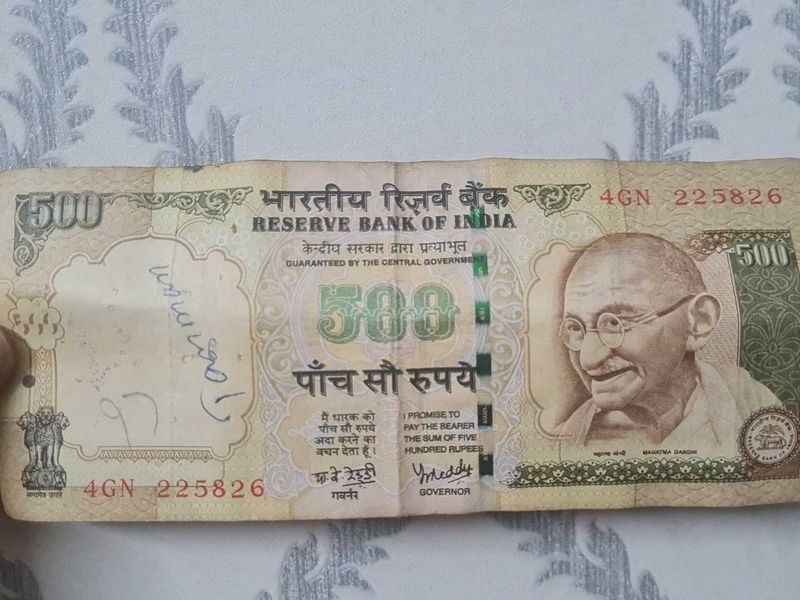 500
भारतीय रिज़र्व बैंक
4GN 225826
RESERVE BANK OF INDIA
केन्द्रीय सरकार द्वारा प्रत्याभूत
GUARANTEED BY THE CENTRAL GOVERNMENT
500
500
पाँच सौ रुपये
मैं धारक को
पाँच सौ रुपये
अदा करने का
वचन देता हूँ।
I PROMISE TO
PAY THE BEARER
THE SUM OF FIVE
HUNDRED RUPEES
गवर्नर
GOVERNOR
महात्मा गांधी
MAHATMA GANDHI
सत्यमेव जयते
4GN 225826